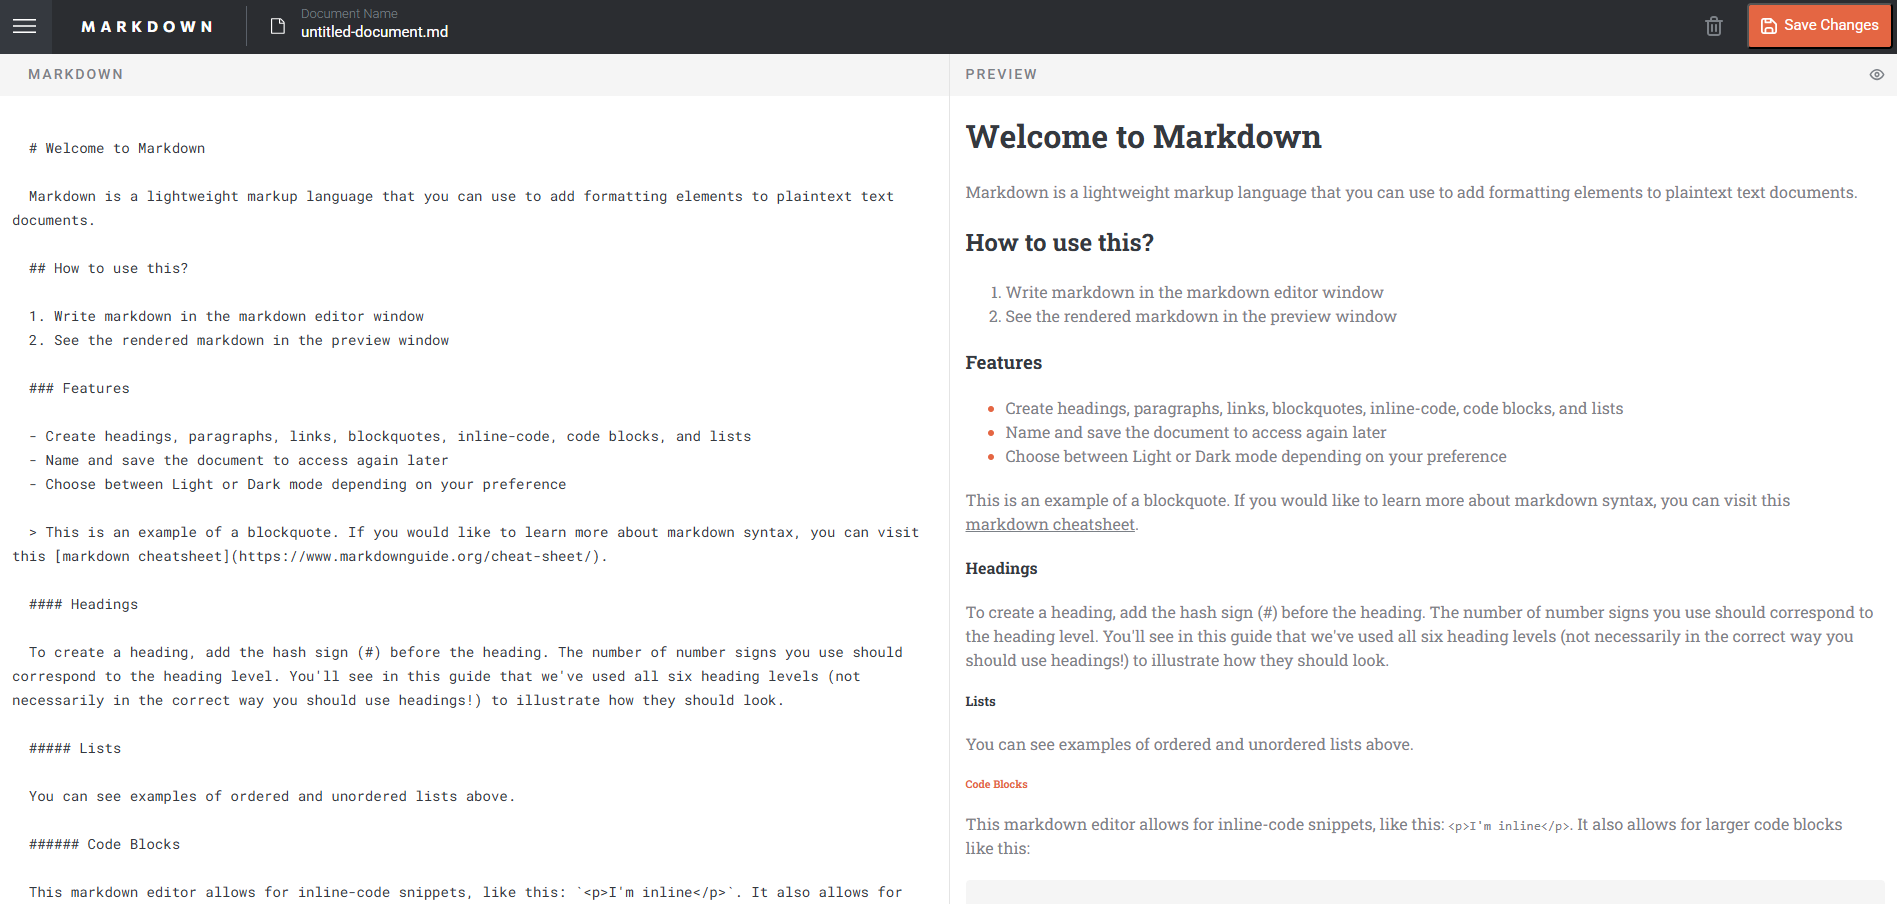 MARKDOWN
Document Name
untitled-document.md
Save Changes
MARKDOWN
# Welcome to Markdown
Markdown is a lightweight markup language that you can use to add formatting elements to plaintext text
documents.
## How to use this?
1. Write markdown in the markdown editor window
2. See the rendered markdown in the preview window
### Features
- Create headings, paragraphs, links, blockquotes, inline-code, code blocks, and lists
- Name and save the document to access again later
- Choose between Light or Dark mode depending on your preference
> This is an example of a blockquote. If you would like to learn more about markdown syntax, you can visit
this [markdown cheatsheet](https://www.markdownguide.org/cheat-sheet/).
#### Headings
To create a heading, add the hash sign (#) before the heading. The number of number signs you use should
correspond to the heading level. You'll see in this guide that we've used all six heading levels (not
necessarily in the correct way you should use headings!) to illustrate how they should look.
##### Lists
You can see examples of ordered and unordered lists above.
###### Code Blocks
This markdown editor allows for inline-code snippets, like this: `<p>I'm inline</p>`. It also allows for
PREVIEW
Welcome to Markdown
Markdown is a lightweight markup language that you can use to add formatting elements to plaintext text documents.
How to use this?
1. Write markdown in the markdown editor window
2. See the rendered markdown in the preview window
Features
• Create headings, paragraphs, links, blockquotes, inline-code, code blocks, and lists
• Name and save the document to access again later
• Choose between Light or Dark mode depending on your preference
This is an example of a blockquote. If you would like to learn more about markdown syntax, you can visit this
markdown cheatsheet.
Headings
To create a heading, add the hash sign (#) before the heading. The number of number signs you use should correspond to
the heading level. You'll see in this guide that we've used all six heading levels (not necessarily in the correct way you
should use headings!) to illustrate how they should look.
Lists
You can see examples of ordered and unordered lists above.
Code Blocks
This markdown editor allows for inline-code snippets, like this: <p>I'm inline</p>. It also allows for larger code blocks
like this: